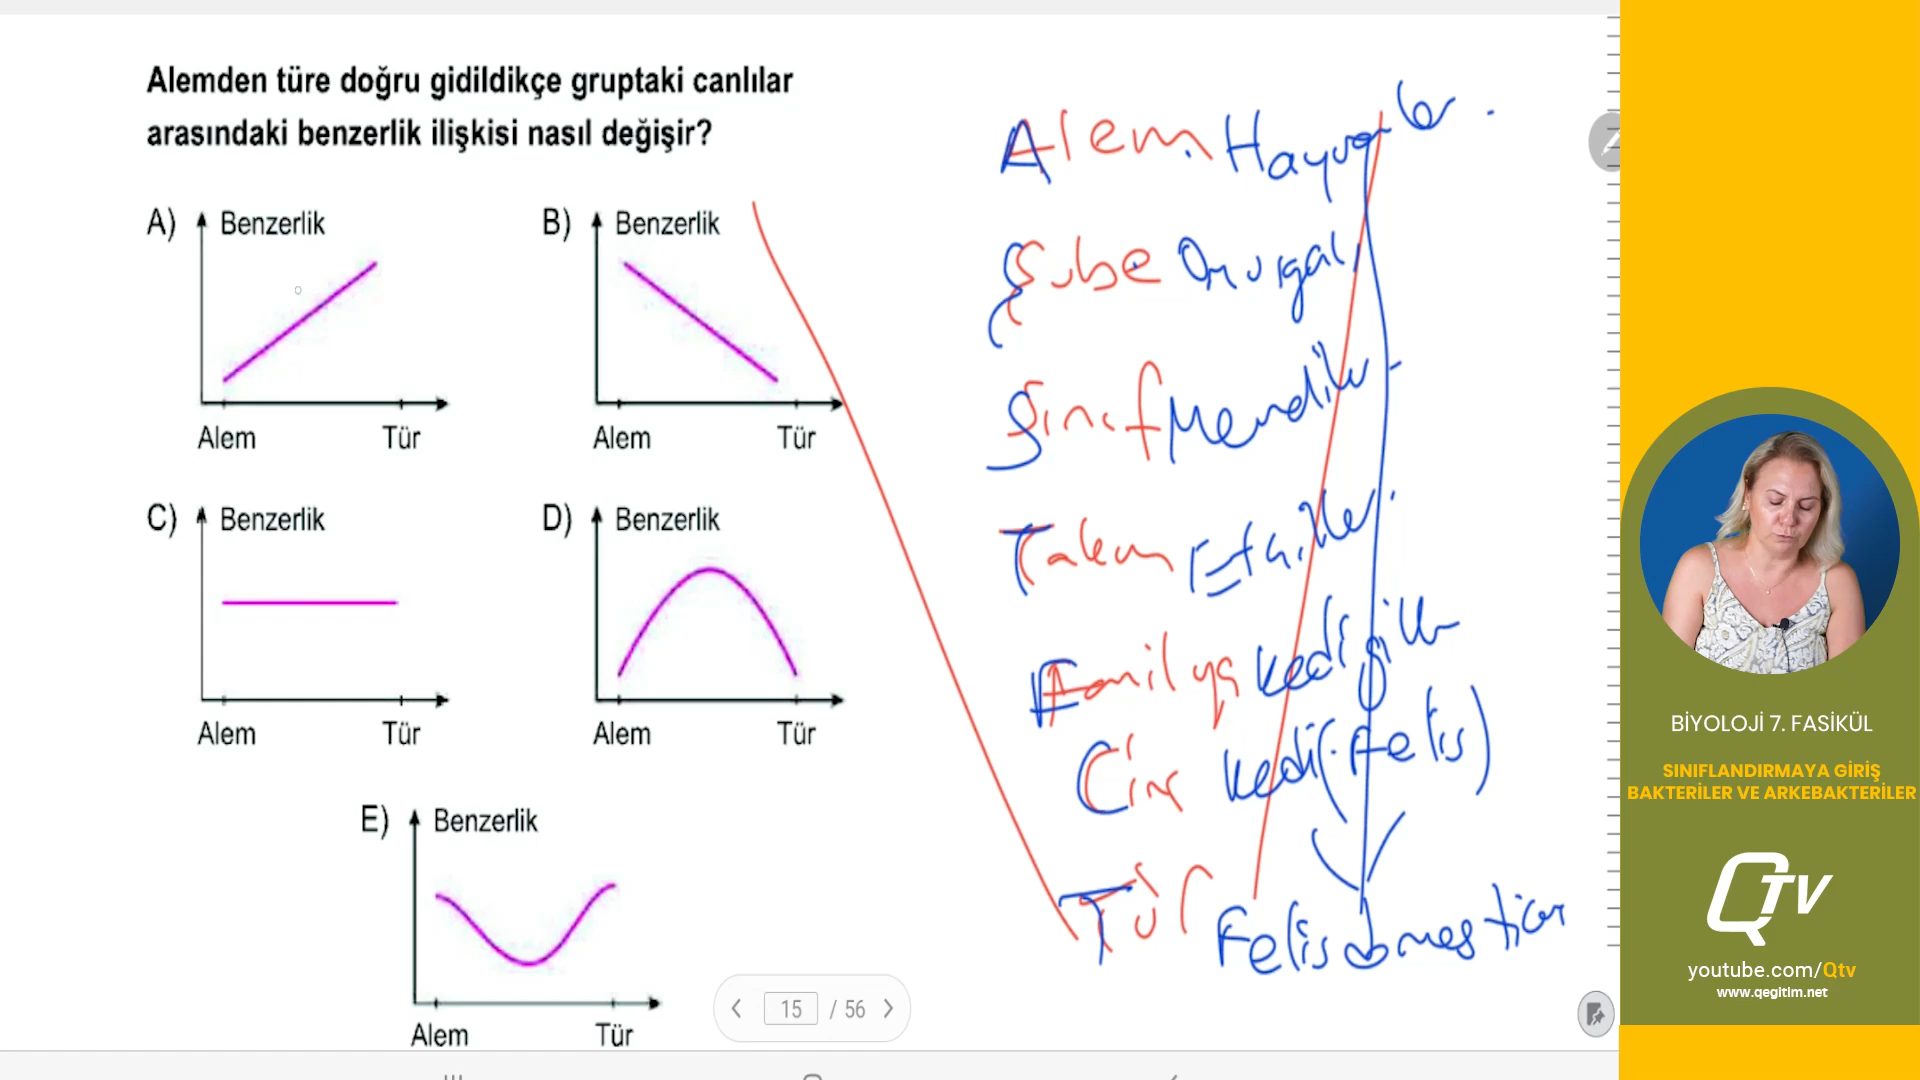 Alemden türe doğru gidildikçe gruptaki canlılar
arasındaki benzerlik ilişkisi nasıl değişir?
A) Benzerlik
Alem Tür
B) Benzerlik
Alem Tür
C) Benzerlik
Alem Tür
D) Benzerlik
Alem Tür
E) Benzerlik
Alem Tür
Alem Hayvanlar
Şube Omurgalı
Sınıf Memeliler
Takım Etçiller
Familya Kedigiller
Cins Kedi (Felis)
Tür Felis domesticus
15 / 56
BİYOLOJİ 7. FASİKÜL
SINIFLANDIRMAYA GİRİŞ
BAKTERİLER VE ARKEBAKTERİLER
QTV
youtube.com/Qtv
www.qegitim.net